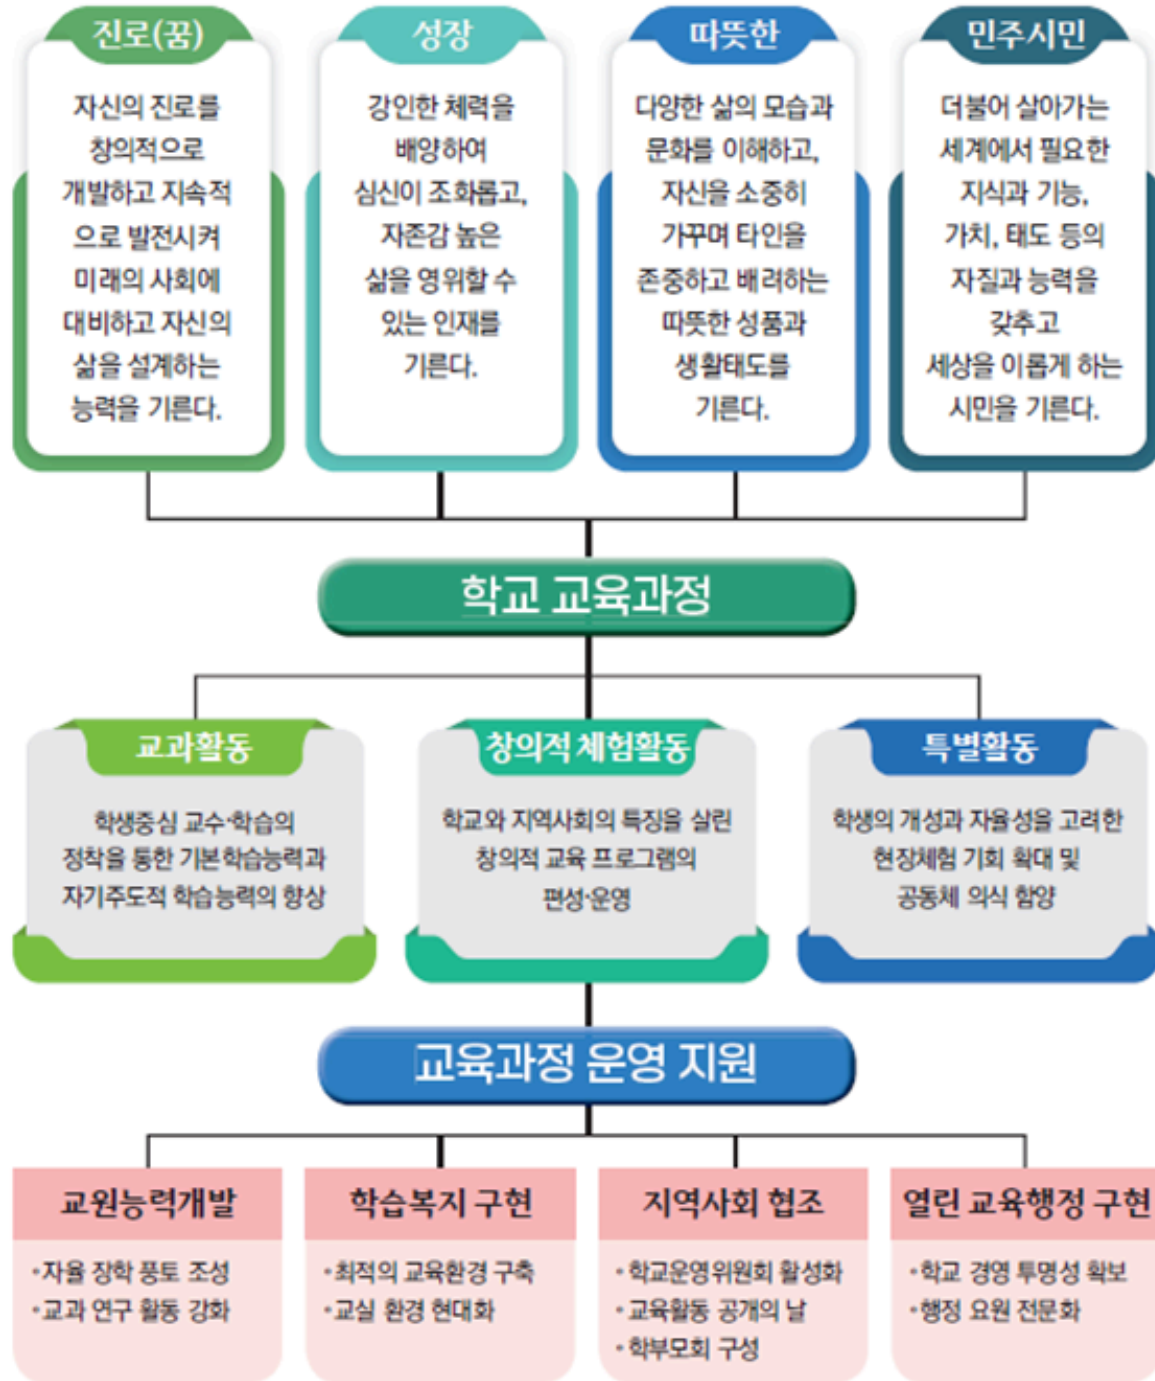 진로(꿈)
자신의 진로를
창의적으로
개발하고 지속적
으로 발전시켜
미래의 사회에
대비하고 자신의
삶을 설계하는
능력을 기른다.
성장
강인한 체력을
배양하여
심신이 조화롭고,
자존감 높은
삶을 영위할 수
있는 인재를
기른다.
따뜻한
다양한 삶의 모습과
문화를 이해하고,
자신을 소중히
가꾸며 타인을
존중하고 배려하는
따뜻한 성품과
생활태도를
기른다.
민주시민
더불어 살아가는
세계에서 필요한
지식과 기능,
가치, 태도 등의
자질과 능력을
갖추고
세상을 이롭게 하는
시민을 기른다.
학교 교육과정
교과활동
학생중심 교수·학습의
정착을 통한 기본학습능력과
자기주도적 학습능력의 향상
창의적 체험활동
학교와 지역사회의 특징을 살린
창의적 교육 프로그램의
편성·운영
특별활동
학생의 개성과 자율성을 고려한
현장체험 기회 확대 및
공동체 의식 함양
교육과정 운영 지원
교원능력개발
•자율 장학 풍토 조성
•교과 연구 활동 강화
학습복지 구현
•최적의 교육환경 구축
•교실 환경 현대화
지역사회 협조
•학교운영위원회 활성화
•교육활동 공개의 날
•학부모회 구성
열린 교육행정 구현
•학교 경영 투명성 확보
•행정 요원 전문화